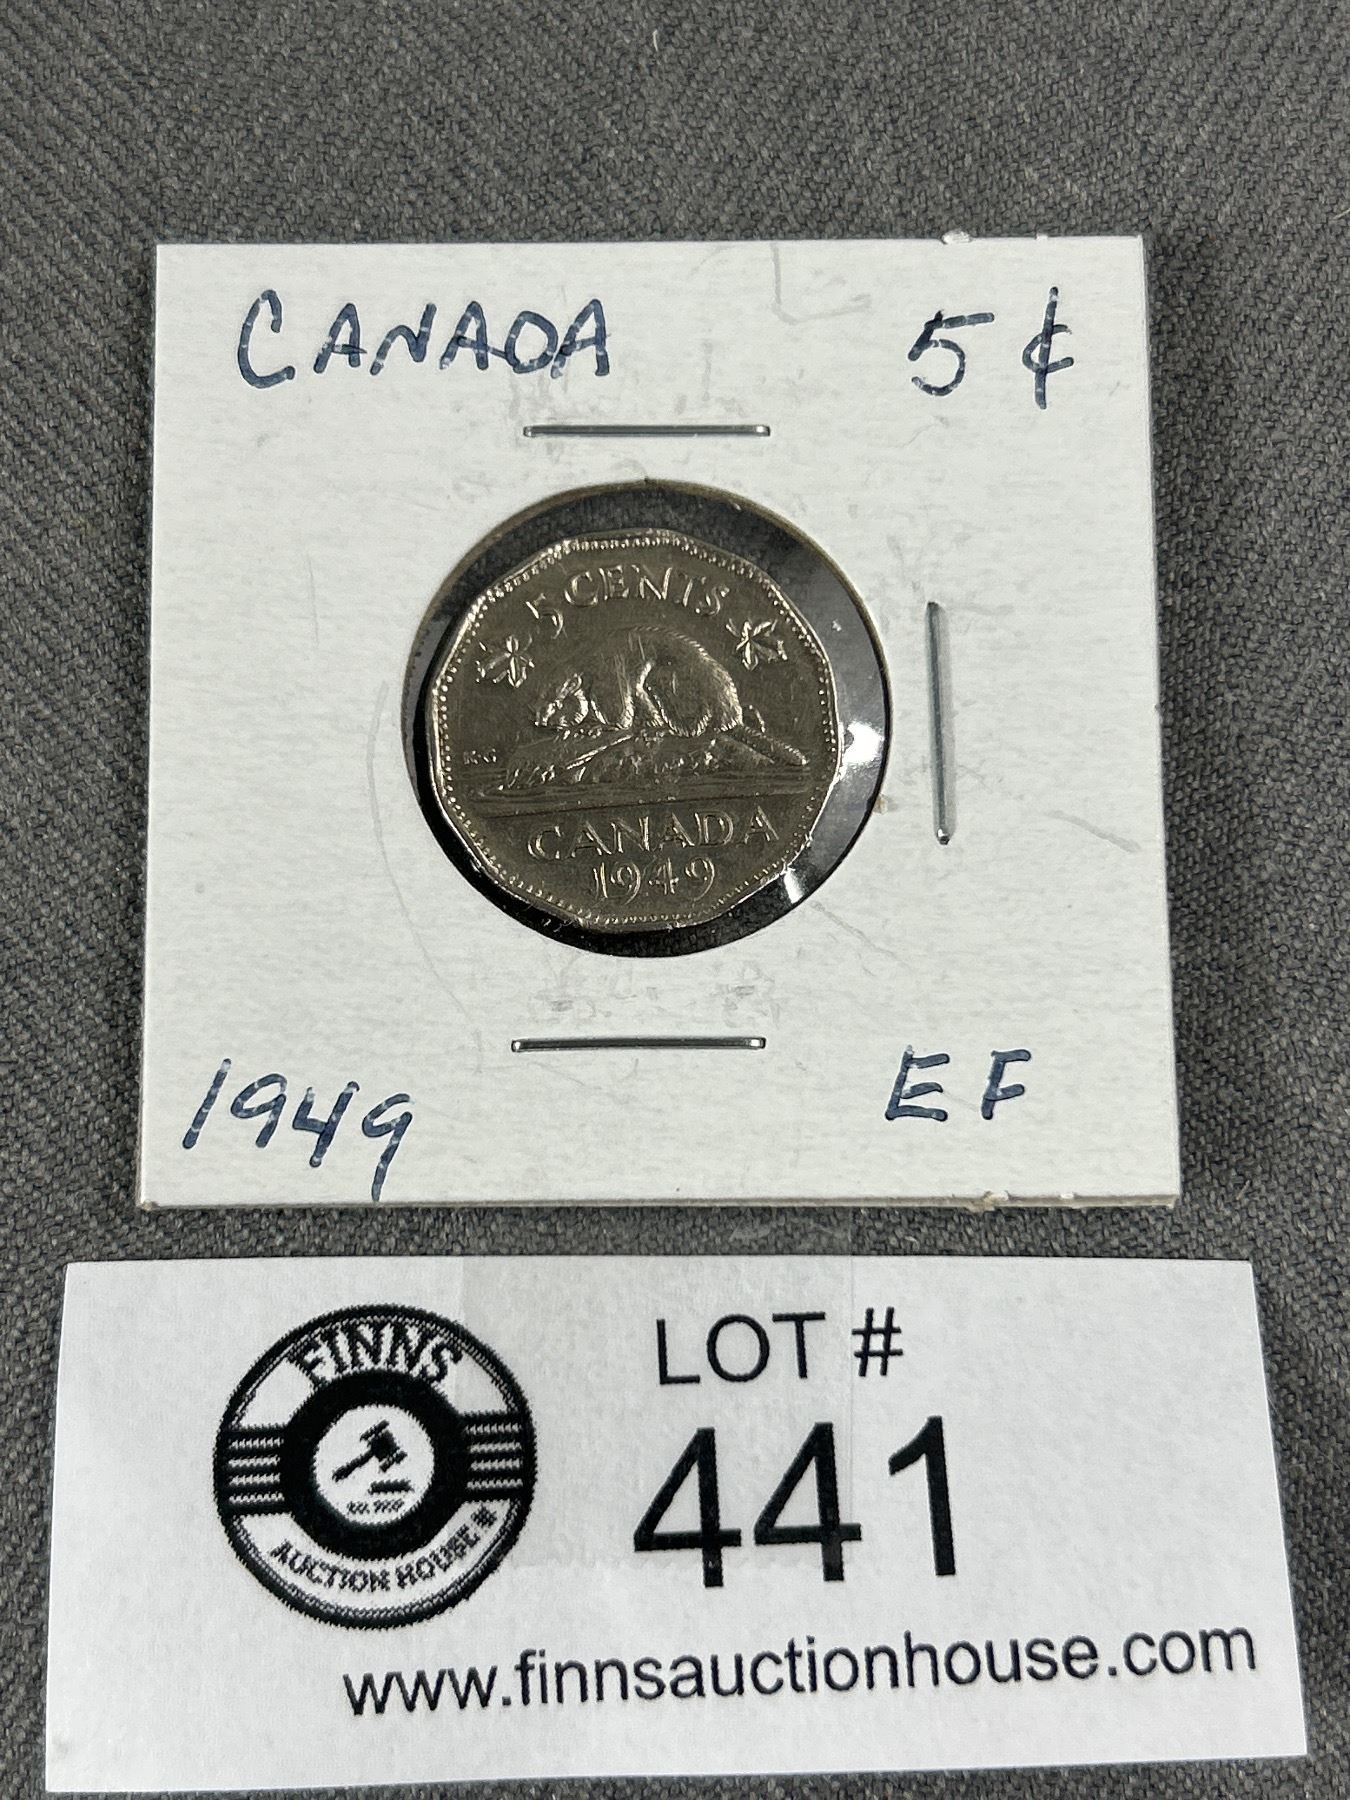 CANADA 5¢
5 CENTS
K·G
CANADA
1949
1949 EF
FINNS
AUCTION HOUSE
LOT #
441
www.finnsauctionhouse.com